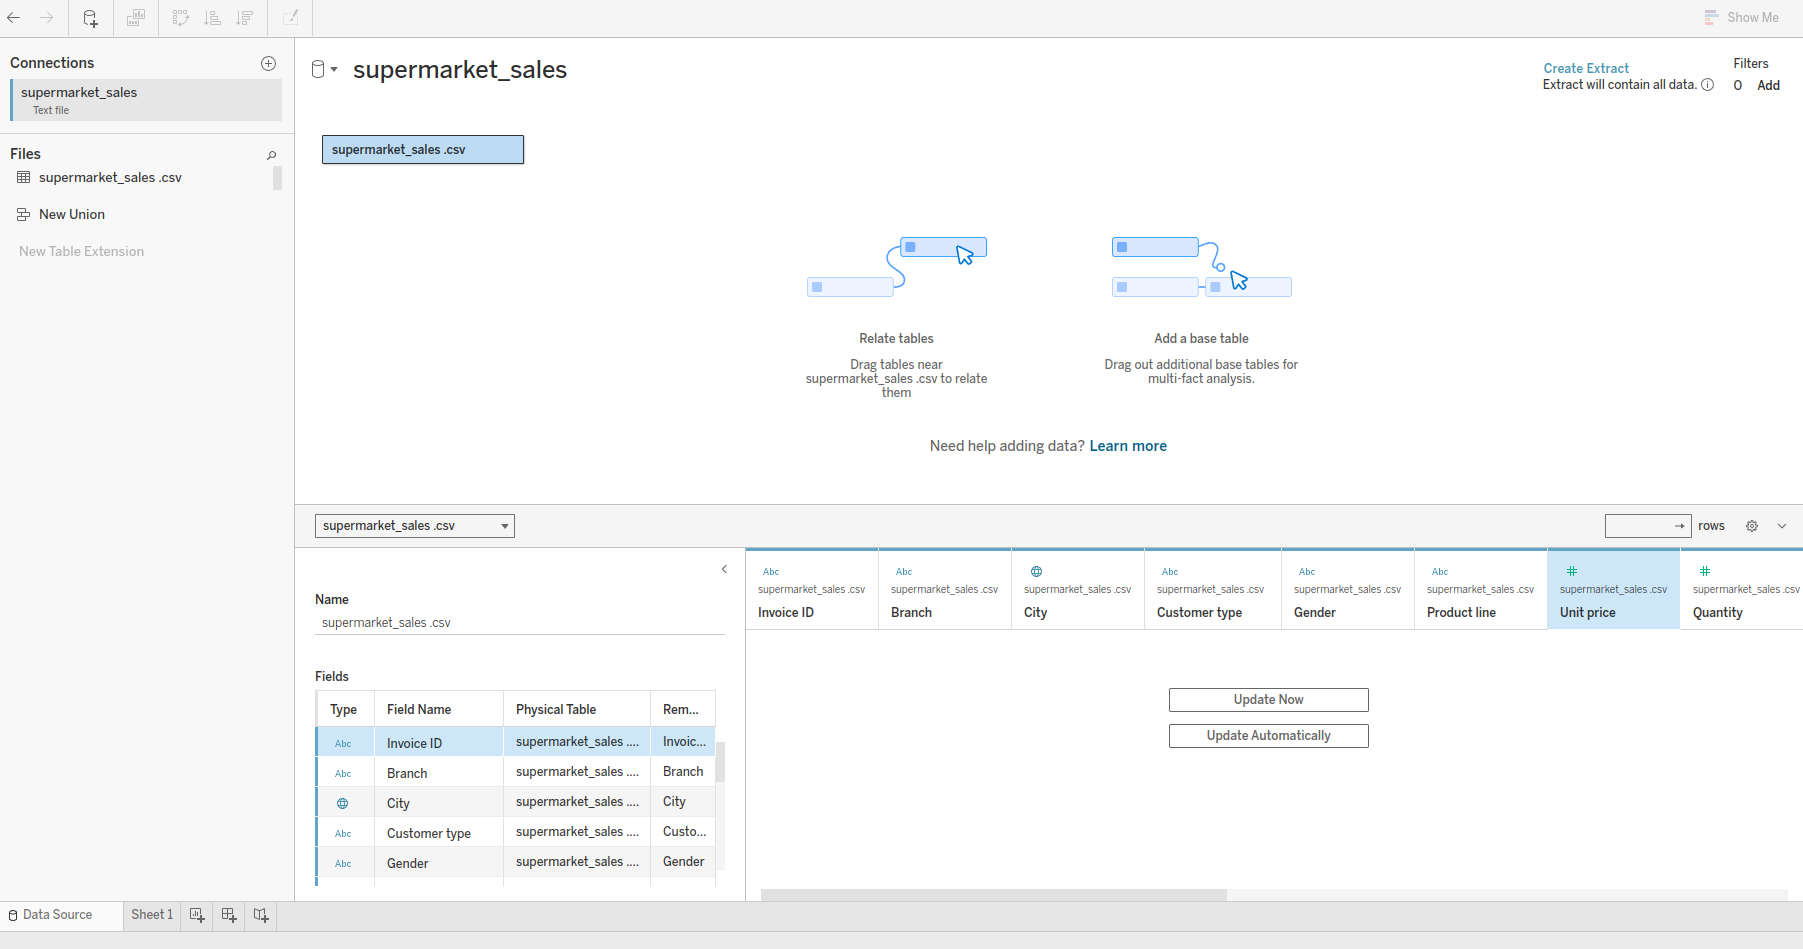 Show Me
Connections
supermarket_sales
Text file
Files
supermarket_sales .csv
New Union
New Table Extension
supermarket_sales
Create Extract
Extract will contain all data.
Filters
0 Add
supermarket_sales .csv
Relate tables
Drag tables near
supermarket_sales .csv to relate
them
Add a base table
Drag out additional base tables for
multi-fact analysis.
Need help adding data? Learn more
supermarket_sales .csv
rows
Name
supermarket_sales .csv
Fields
Type Field Name Physical Table Rem...
Abc Invoice ID supermarket_sales .... Invoic...
Abc Branch supermarket_sales .... Branch
City supermarket_sales .... City
Abc Customer type supermarket_sales .... Custo...
Abc Gender supermarket_sales .... Gender
Abc Abc Abc Abc Abc
supermarket_sales .csv supermarket_sales .csv supermarket_sales .csv supermarket_sales .csv supermarket_sales .csv supermarket_sales .csv supermarket_sales .csv supermarket_sales .csv
Invoice ID Branch City Customer type Gender Product line Unit price Quantity
Update Now
Update Automatically
Data Source Sheet 1